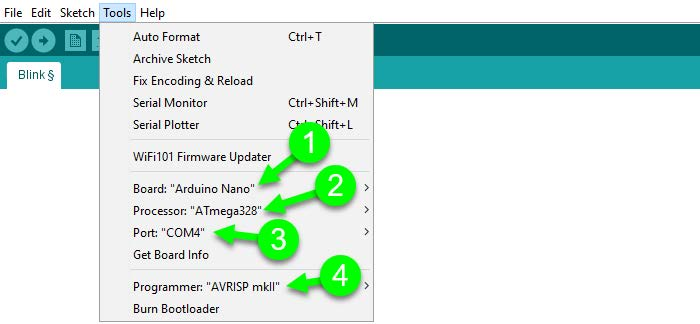 File Edit Sketch Tools Help
Blink §
Auto Format Ctrl+T
Archive Sketch
Fix Encoding & Reload
Serial Monitor Ctrl+Shift+M
Serial Plotter Ctrl+Shift+L
1
WiFi101 Firmware Updater
Board: "Arduino Nano"
2
Processor: "ATmega328"
Port: "COM4"
3
Get Board Info
4
Programmer: "AVRISP mkII"
Burn Bootloader